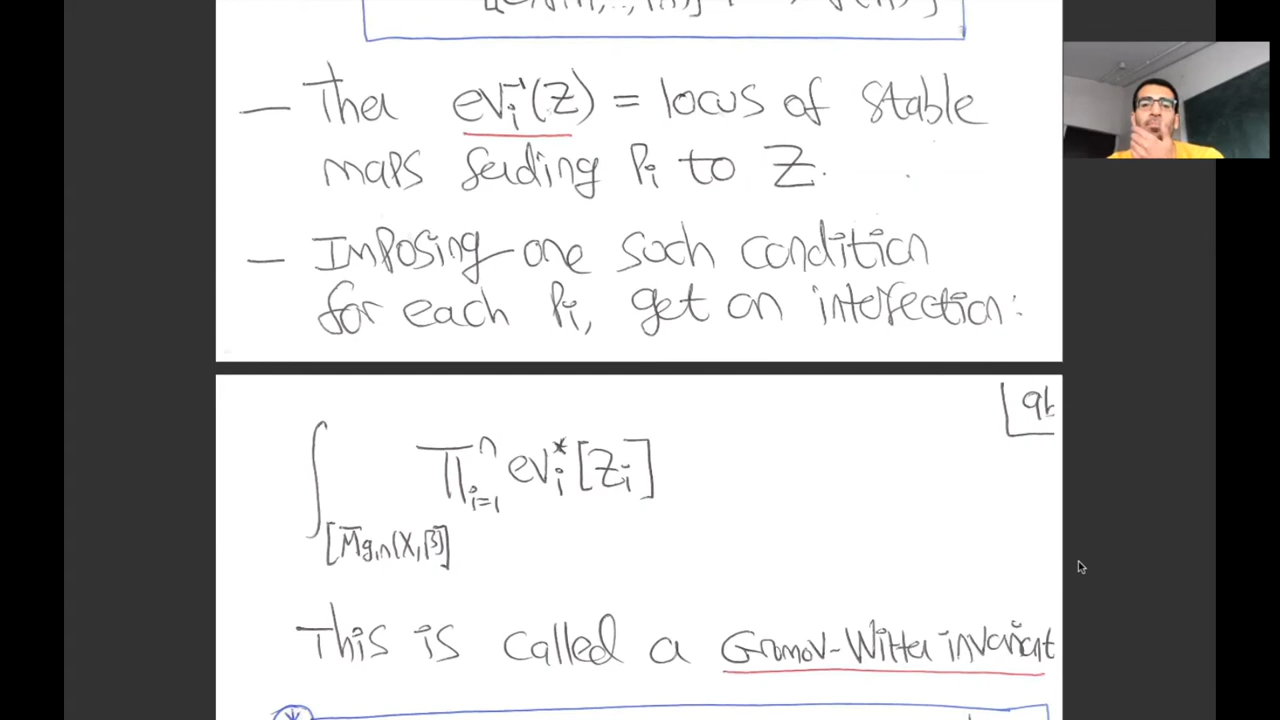 — Then ev_i^{-1}(Z) = locus of stable
maps sending P_i to Z.
— Imposing one such condition
for each P_i, get an intersection:
9b
∫_{[M̄_{g,n}(X,β)]} ∏_{i=1}^{n} ev_i^*[Z_i]
This is called a Gromov-Witten invariant